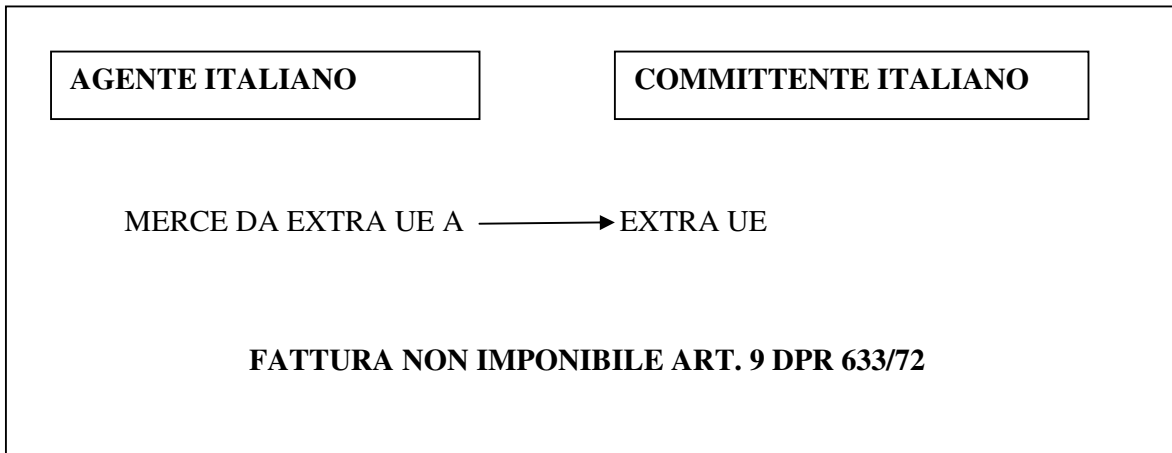 AGENTE ITALIANO
COMMITTENTE ITALIANO
MERCE DA EXTRA UE A EXTRA UE
FATTURA NON IMPONIBILE ART. 9 DPR 633/72